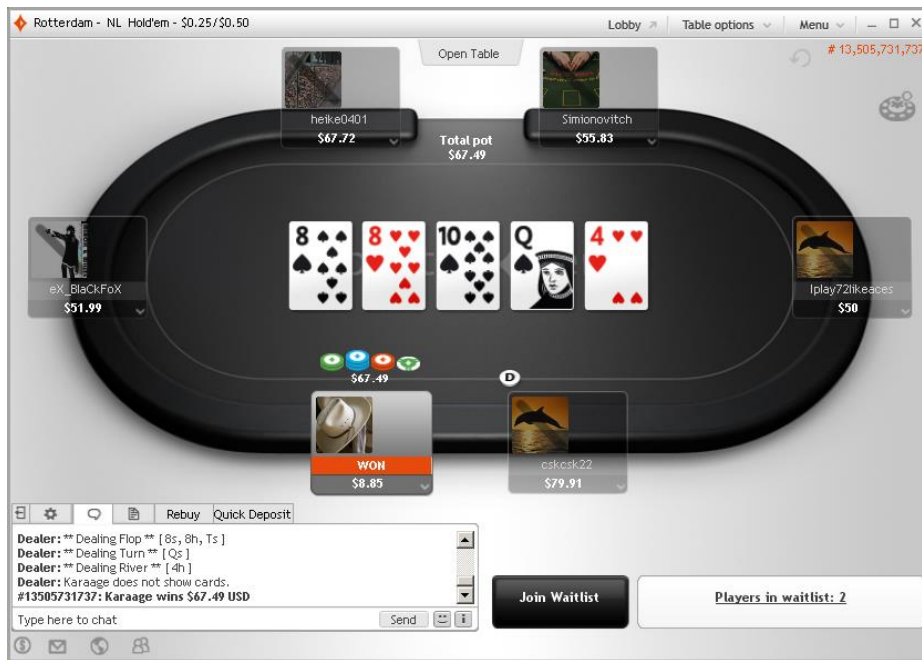 Rotterdam - NL Hold'em - $0.25/$0.50
Lobby
Table options
Menu
Open Table
# 13,505,731,737
heike0401
$67.72
Simionovitch
$55.83
Total pot
$67.49
8 8 10 Q 4
eX_BlaCkFoX
$51.99
Iplay72likeaces
$50
$67.49
D
WON
$8.85
cskcsk22
$79.91
Rebuy
Quick Deposit
Dealer: ** Dealing Flop ** [ 8s, 8h, Ts ]
Dealer: ** Dealing Turn ** [ Qs ]
Dealer: ** Dealing River ** [ 4h ]
Dealer: Karaage does not show cards.
#13505731737: Karaage wins $67.49 USD
Type here to chat
Send
Join Waitlist
Players in waitlist: 2